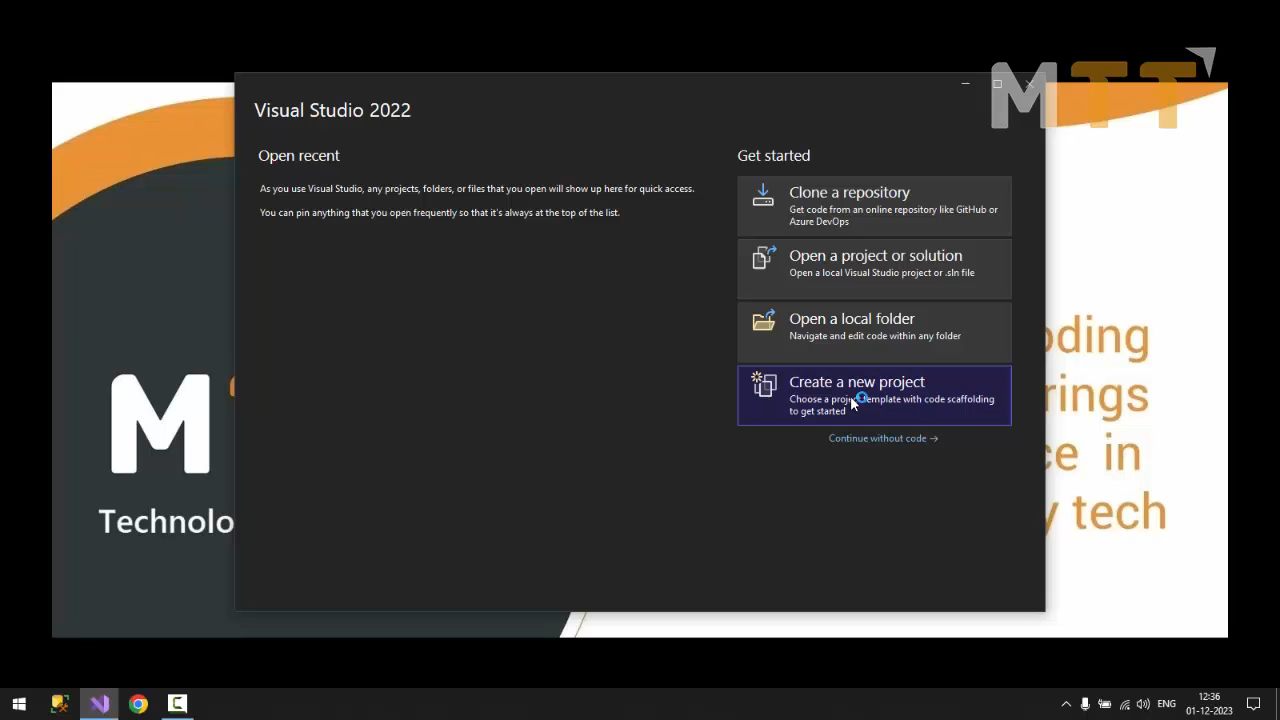 MTT
Visual Studio 2022
Open recent
As you use Visual Studio, any projects, folders, or files that you open will show up here for quick access.
You can pin anything that you open frequently so that it's always at the top of the list.
Get started
Clone a repository
Get code from an online repository like GitHub or
Azure DevOps
Open a project or solution
Open a local Visual Studio project or .sln file
Open a local folder
Navigate and edit code within any folder
Create a new project
Choose a project template with code scaffolding
to get started
Continue without code →
M
Technolo
oding
rings
ce in
y tech
ENG
12:36
01-12-2023